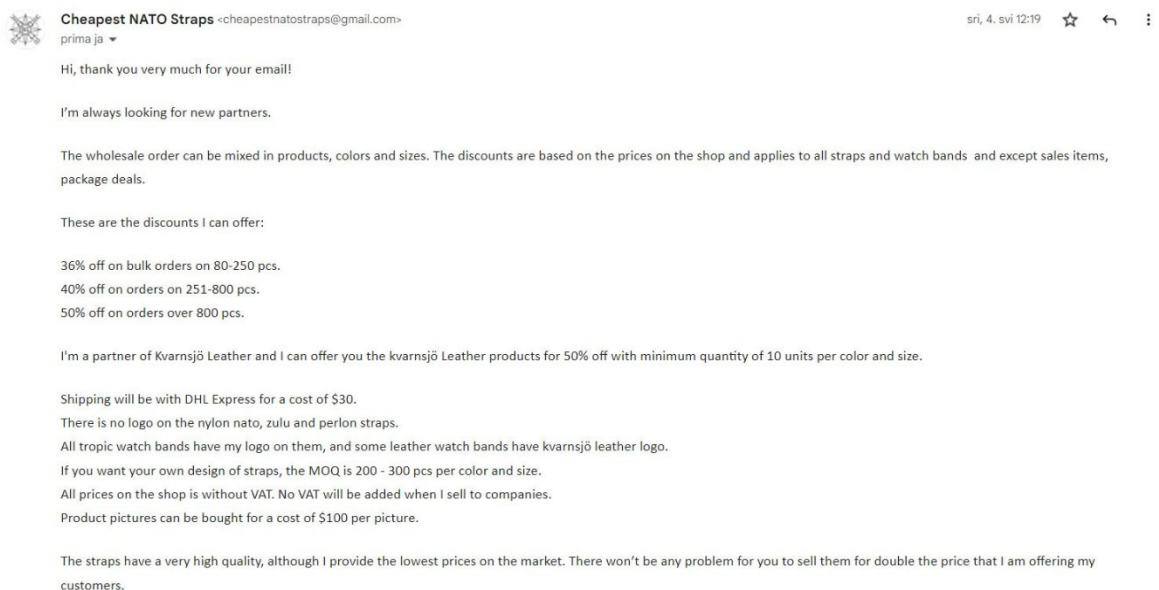 Cheapest NATO Straps <cheapestnatostraps@gmail.com>
sri, 4. svi 12:19
prima ja
Hi, thank you very much for your email!
I'm always looking for new partners.
The wholesale order can be mixed in products, colors and sizes. The discounts are based on the prices on the shop and applies to all straps and watch bands and except sales items,
package deals.
These are the discounts I can offer:
36% off on bulk orders on 80-250 pcs.
40% off on orders on 251-800 pcs.
50% off on orders over 800 pcs.
I'm a partner of Kvarnsjö Leather and I can offer you the kvarnsjö Leather products for 50% off with minimum quantity of 10 units per color and size.
Shipping will be with DHL Express for a cost of $30.
There is no logo on the nylon nato, zulu and perlon straps.
All tropic watch bands have my logo on them, and some leather watch bands have kvarnsjö leather logo.
If you want your own design of straps, the MOQ is 200 - 300 pcs per color and size.
All prices on the shop is without VAT. No VAT will be added when I sell to companies.
Product pictures can be bought for a cost of $100 per picture.
The straps have a very high quality, although I provide the lowest prices on the market. There won't be any problem for you to sell them for double the price that I am offering my
customers.